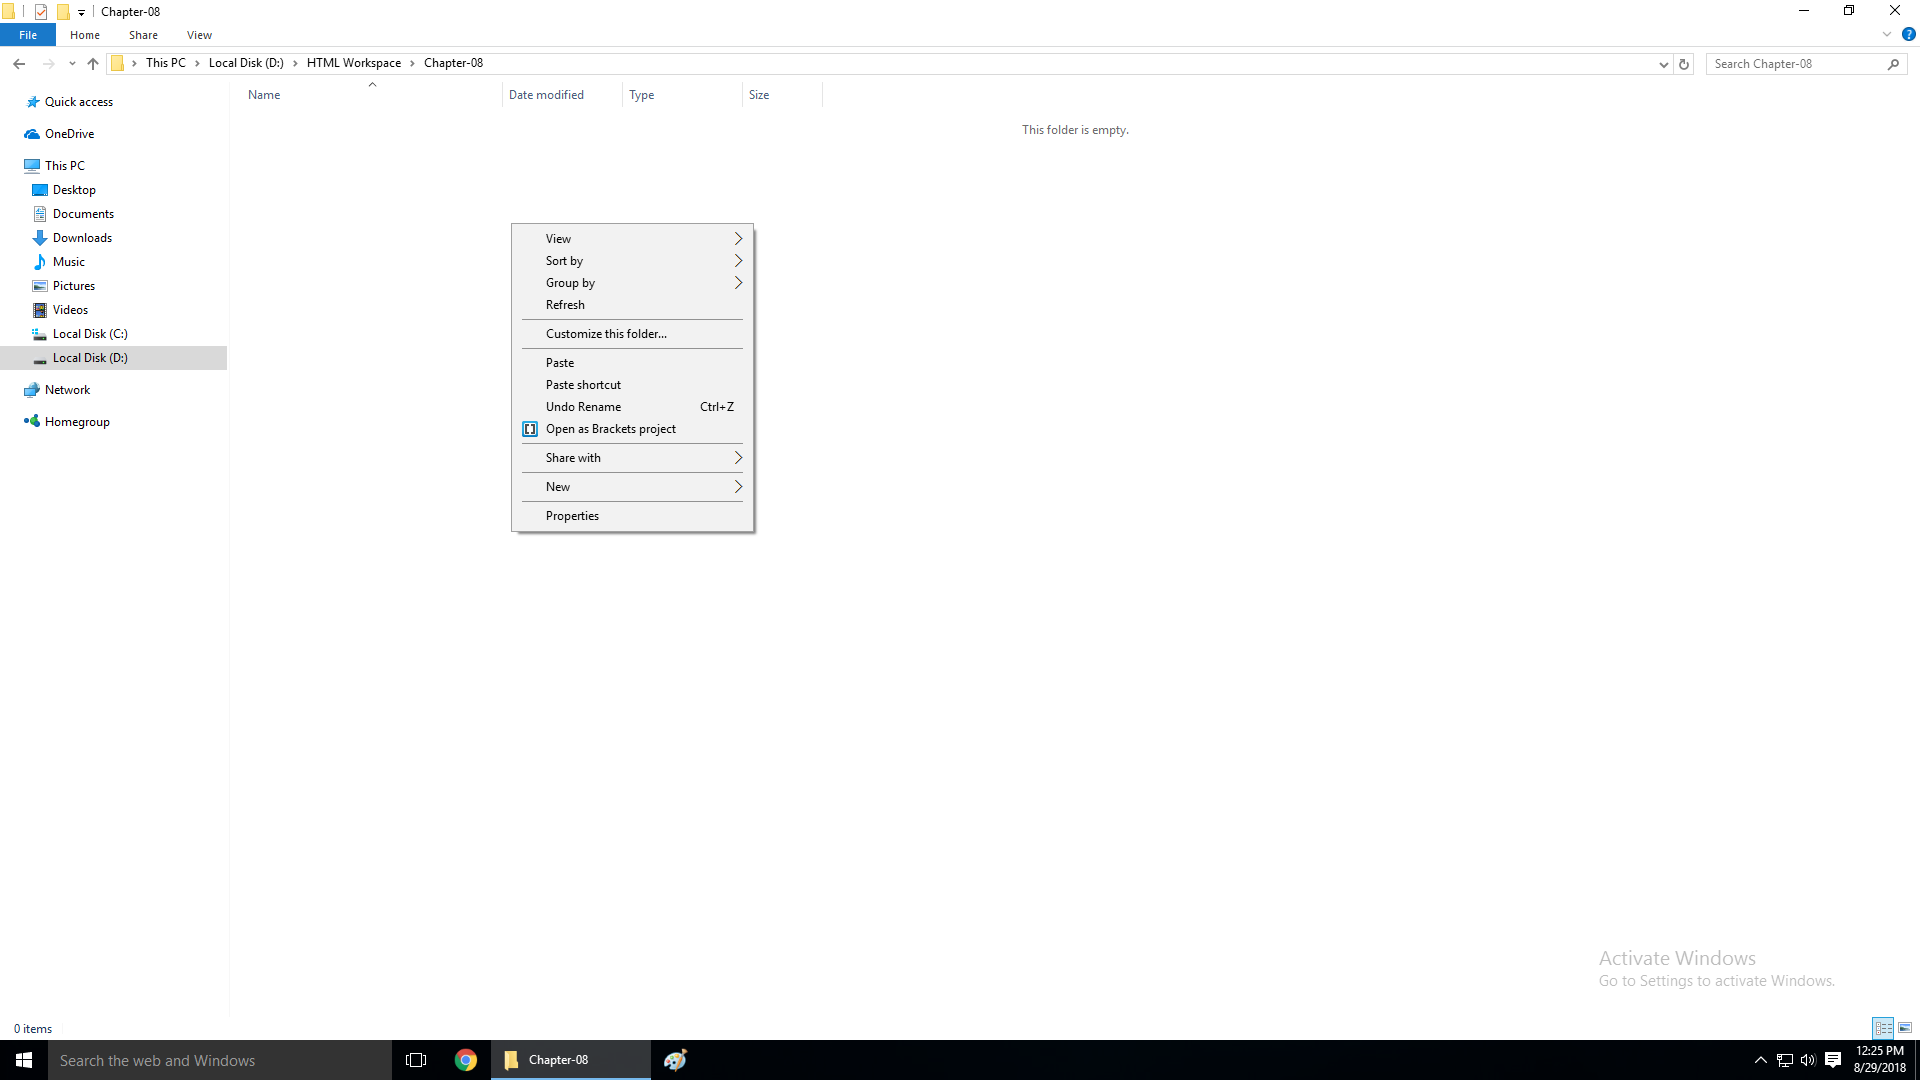 Chapter-08
File Home Share View
This PC Local Disk (D:) HTML Workspace Chapter-08
Search Chapter-08
Name Date modified Type Size
This folder is empty.
Quick access
OneDrive
This PC
Desktop
Documents
Downloads
Music
Pictures
Videos
Local Disk (C:)
Local Disk (D:)
Network
Homegroup
View
Sort by
Group by
Refresh
Customize this folder...
Paste
Paste shortcut
Undo Rename Ctrl+Z
Open as Brackets project
Share with
New
Properties
Activate Windows
Go to Settings to activate Windows.
0 items
Search the web and Windows
Chapter-08
12:25 PM
8/29/2018